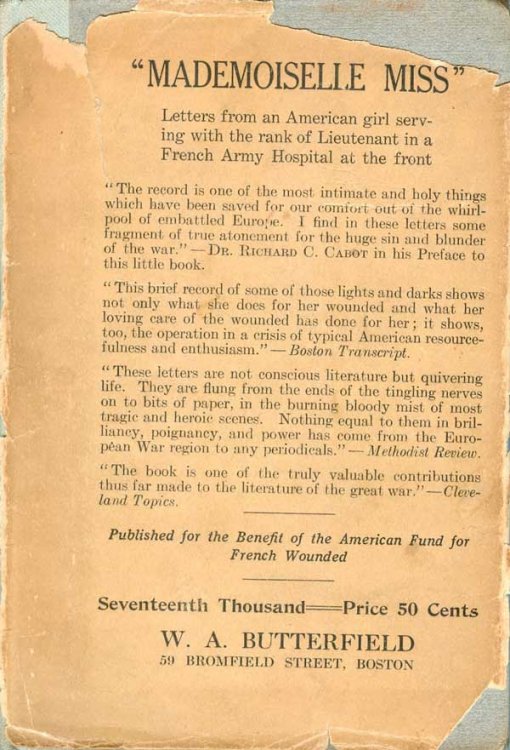 “MADEMOISELLE MISS”
Letters from an American girl serv-
ing with the rank of Lieutenant in a
French Army Hospital at the front
“The record is one of the most intimate and holy things
which have been saved for our comfort out of the whirl-
pool of embattled Europe. I find in these letters some
fragment of true atonement for the huge sin and blunder
of the war.”—DR. RICHARD C. CABOT in his Preface to
this little book.
“This brief record of some of those lights and darks shows
not only what she does for her wounded and what her
loving care of the wounded has done for her; it shows,
too, the operation in a crisis of typical American resource-
fulness and enthusiasm.”—Boston Transcript.
“These letters are not conscious literature but quivering
life. They are flung from the ends of the tingling nerves
on to bits of paper, in the burning bloody mist of most
tragic and heroic scenes. Nothing equal to them in bril-
liancy, poignancy, and power has come from the Euro-
pean War region to any periodicals.”—Methodist Review.
“The book is one of the truly valuable contributions
thus far made to the literature of the great war.”—Cleve-
land Topics.
Published for the Benefit of the American Fund for
French Wounded
Seventeenth Thousand——Price 50 Cents
W. A. BUTTERFIELD
59 BROMFIELD STREET, BOSTON